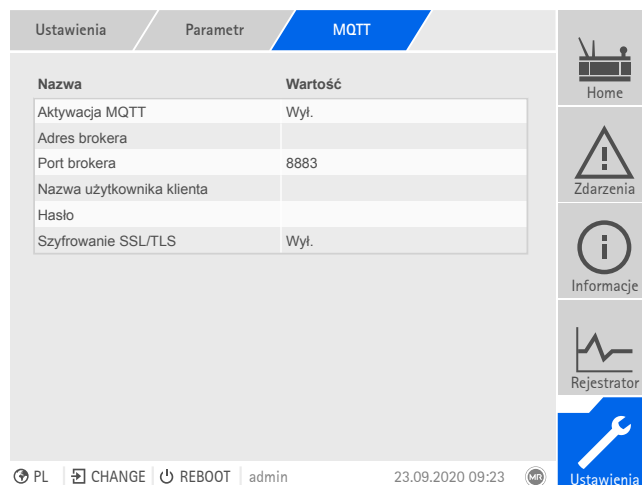 Ustawienia Parametr MQTT
Nazwa Wartość
Aktywacja MQTT Wył.
Adres brokera
Port brokera 8883
Nazwa użytkownika klienta
Hasło
Szyfrowanie SSL/TLS Wył.
Home
Zdarzenia
Informacje
Rejestrator
Ustawienia
PL CHANGE REBOOT admin 23.09.2020 09:23 MR